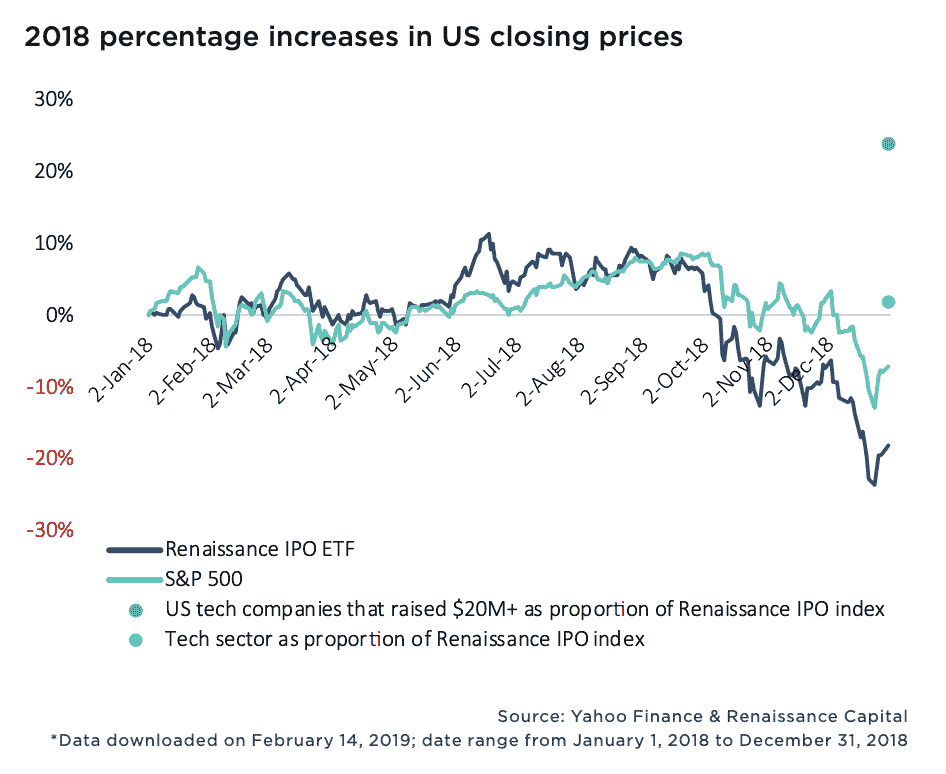 2018 percentage increases in US closing prices
30%
20%
10%
0%
-10%
-20%
-30%
2-Jan-18
2-Feb-18
2-Mar-18
2-Apr-18
2-May-18
2-Jun-18
2-Jul-18
2-Aug-18
2-Sep-18
2-Oct-18
2-Nov-18
2-Dec-18
Renaissance IPO ETF
S&P 500
US tech companies that raised $20M+ as proportion of Renaissance IPO index
Tech sector as proportion of Renaissance IPO index
Source: Yahoo Finance & Renaissance Capital
*Data downloaded on February 14, 2019; date range from January 1, 2018 to December 31, 2018